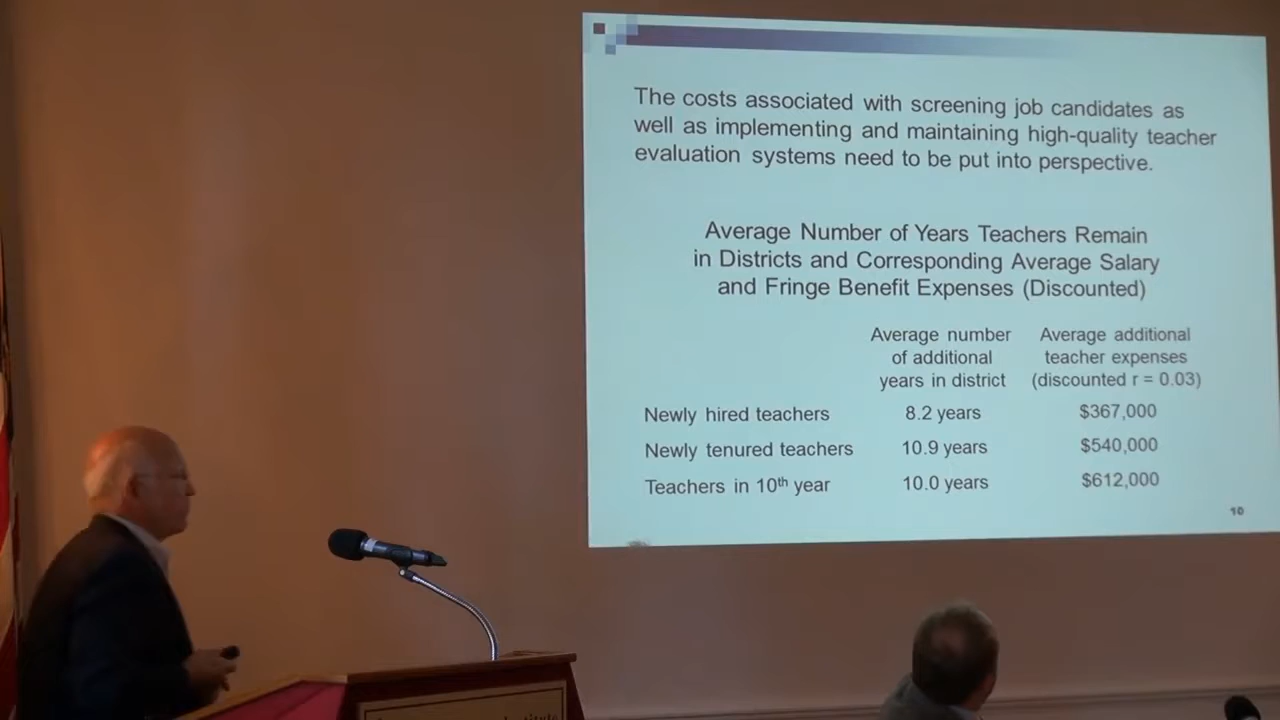 The costs associated with screening job candidates as
well as implementing and maintaining high-quality teacher
evaluation systems need to be put into perspective.
Average Number of Years Teachers Remain
in Districts and Corresponding Average Salary
and Fringe Benefit Expenses (Discounted)
Average number
of additional
years in district
Average additional
teacher expenses
(discounted r = 0.03)
Newly hired teachers 8.2 years $367,000
Newly tenured teachers 10.9 years $540,000
Teachers in 10th year 10.0 years $612,000
10